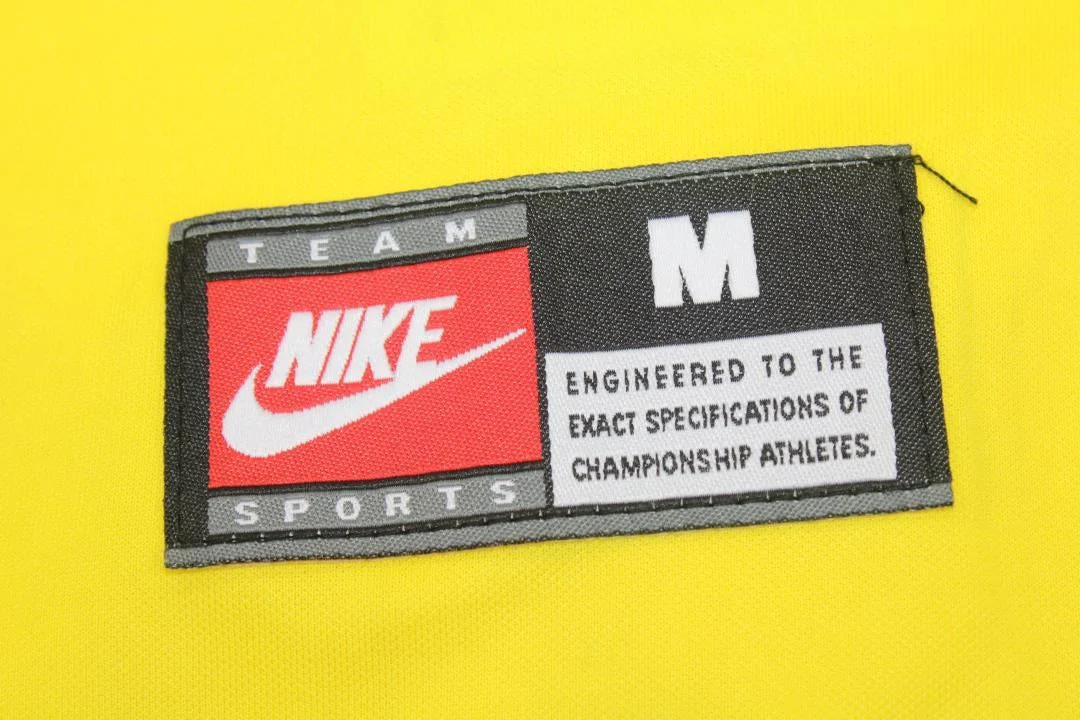 TEAM
NIKE
SPORTS
M
ENGINEERED TO THE
EXACT SPECIFICATIONS OF
CHAMPIONSHIP ATHLETES.